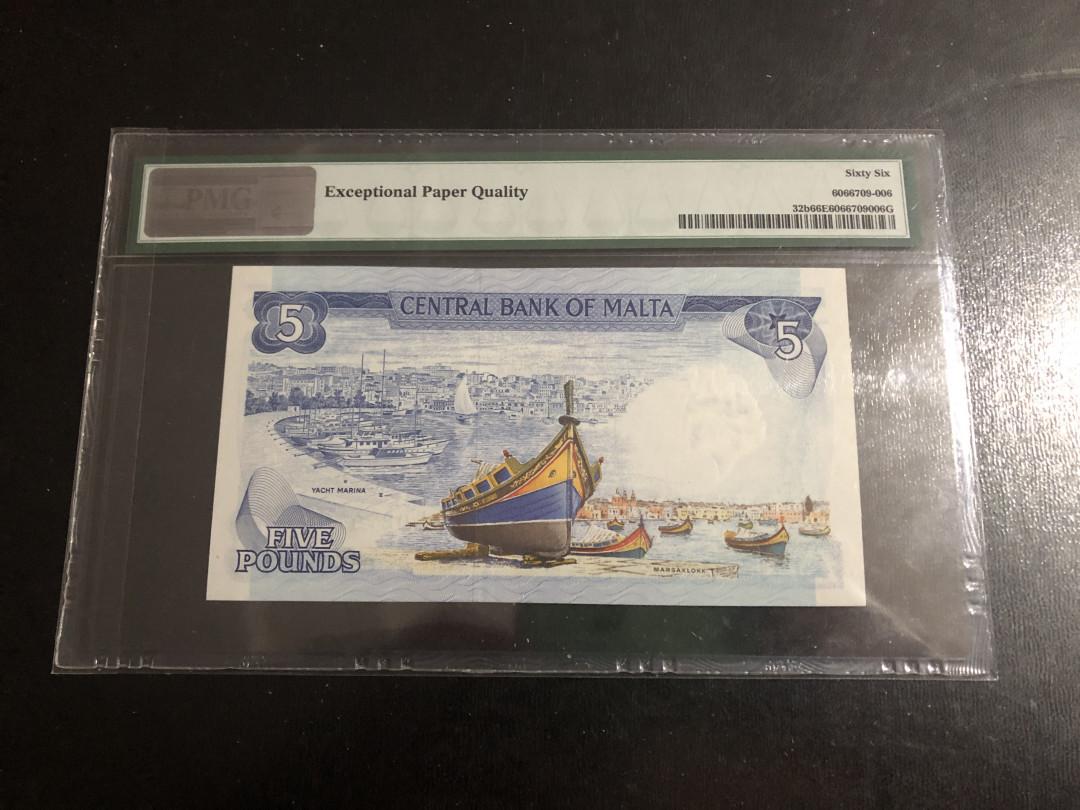 PMG
Exceptional Paper Quality
Sixty Six
6066709-006
32b66E6066709006G
5
CENTRAL BANK OF MALTA
5
YACHT MARINA
FIVE
POUNDS
MARSAXLOKK